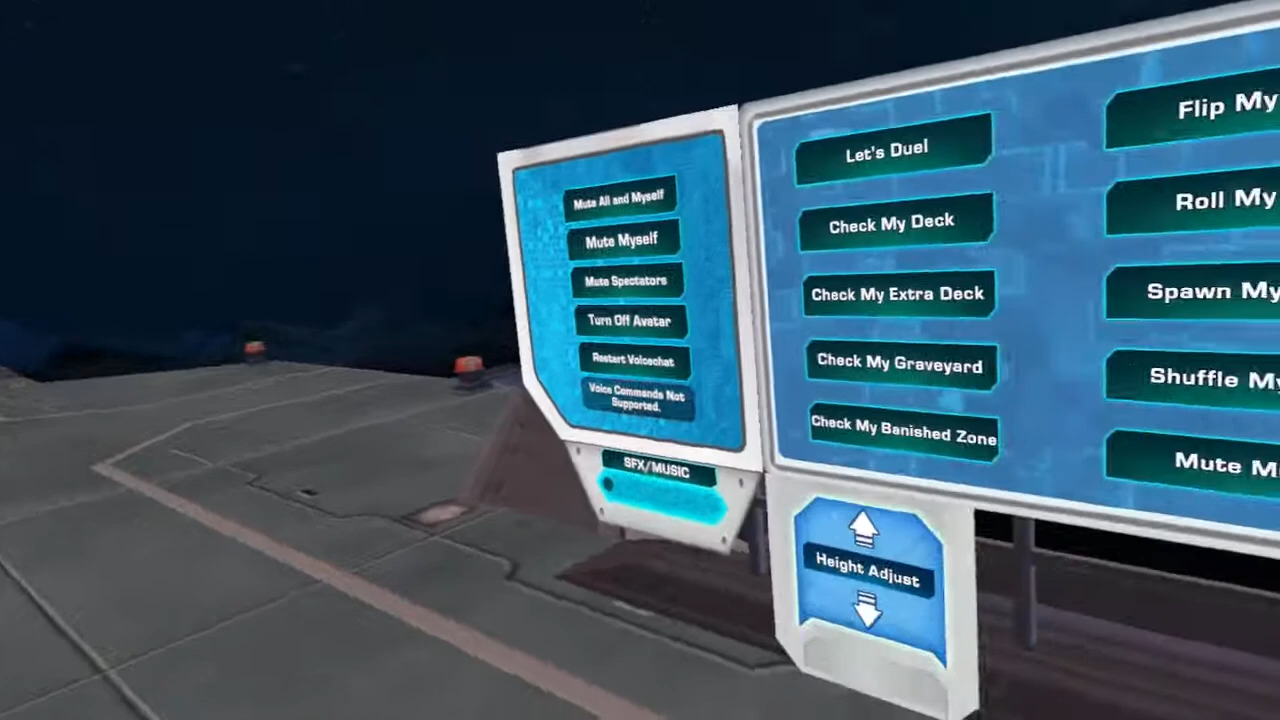 Mute All and Myself
Mute Myself
Mute Spectators
Turn Off Avatar
Restart Voicechat
Voice Commands Not
Supported.
SFX/MUSIC
Let's Duel
Check My Deck
Check My Extra Deck
Check My Graveyard
Check My Banished Zone
Height Adjust
Flip My
Roll My
Spawn My
Shuffle My
Mute M